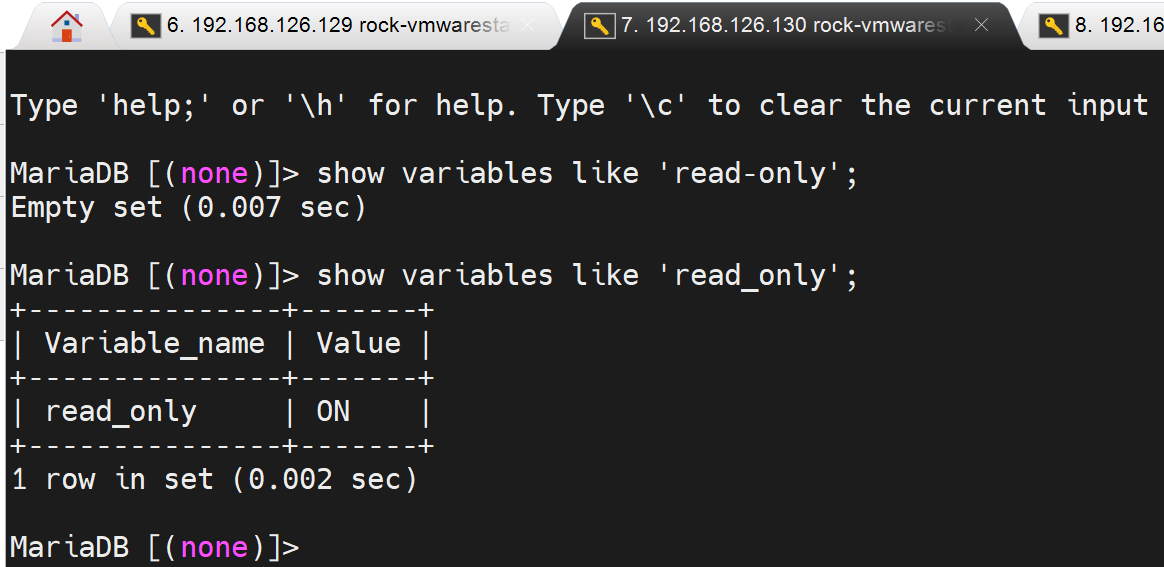 6. 192.168.126.129 rock-vmwaresta
7. 192.168.126.130 rock-vmwares
8. 192.16
Type 'help;' or '\h' for help. Type '\c' to clear the current input
MariaDB [(none)]> show variables like 'read-only';
Empty set (0.007 sec)
MariaDB [(none)]> show variables like 'read_only';
+---------------+-------+
| Variable_name | Value |
+---------------+-------+
| read_only     | ON    |
+---------------+-------+
1 row in set (0.002 sec)
MariaDB [(none)]>